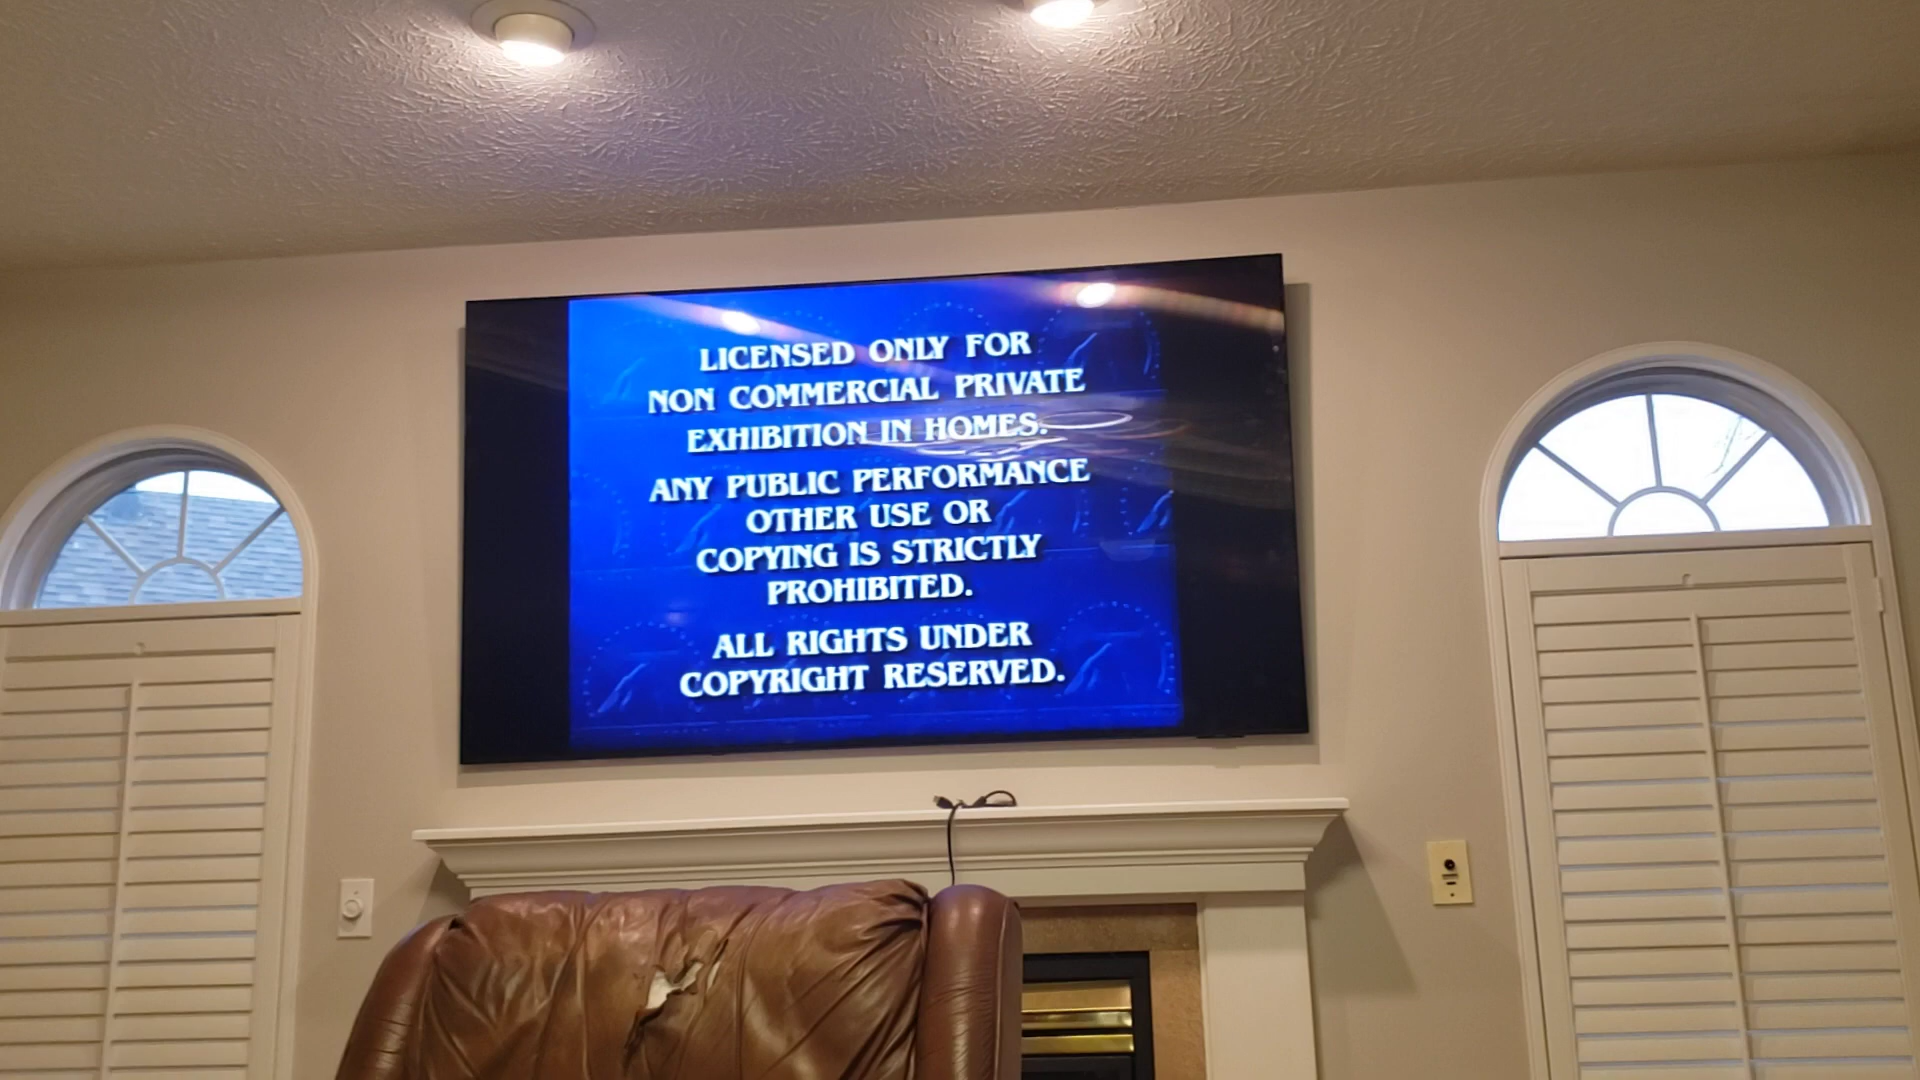 LICENSED ONLY FOR
NON COMMERCIAL PRIVATE
EXHIBITION IN HOMES.
ANY PUBLIC PERFORMANCE
OTHER USE OR
COPYING IS STRICTLY
PROHIBITED.
ALL RIGHTS UNDER
COPYRIGHT RESERVED.